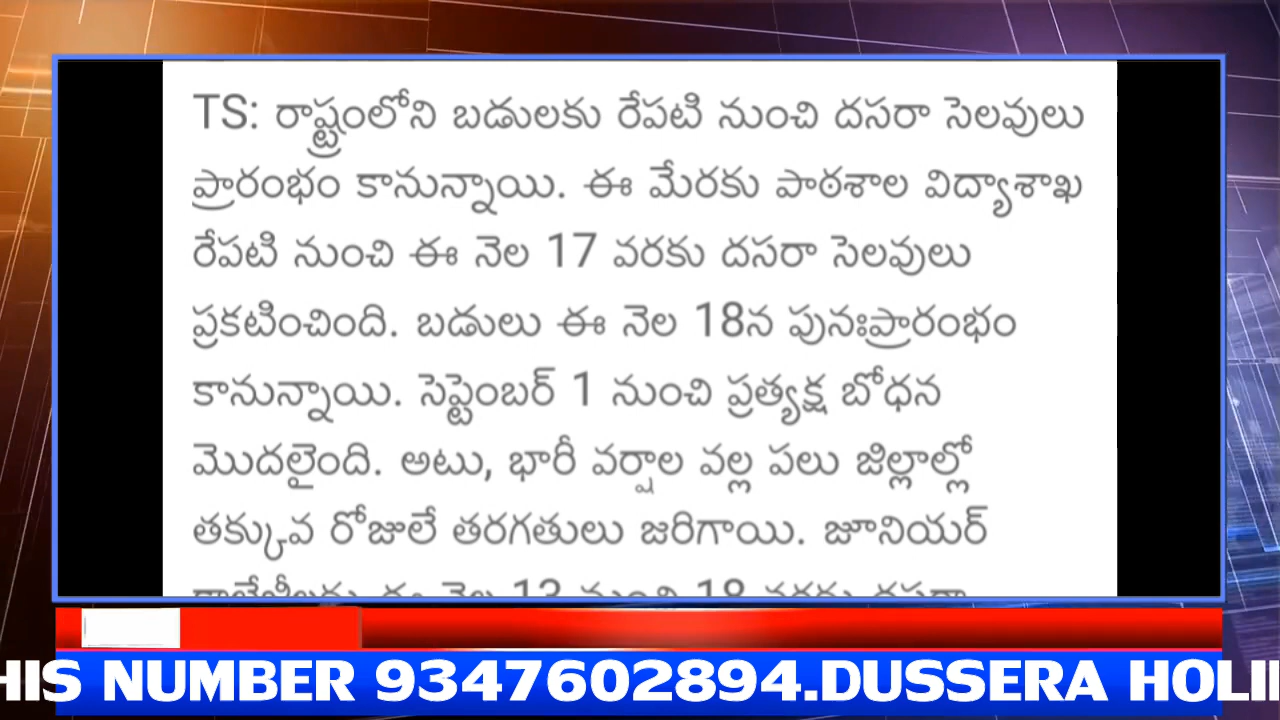 TS: రాష్ట్రంలోని బడులకు రేపటి నుంచి దసరా సెలవులు
ప్రారంభం కానున్నాయి. ఈ మేరకు పాఠశాల విద్యాశాఖ
రేపటి నుంచి ఈ నెల 17 వరకు దసరా సెలవులు
ప్రకటించింది. బడులు ఈ నెల 18న పునఃప్రారంభం
కానున్నాయి. సెప్టెంబర్ 1 నుంచి ప్రత్యక్ష బోధన
మొదలైంది. అటు, భారీ వర్షాల వల్ల పలు జిల్లాల్లో
తక్కువ రోజులే తరగతులు జరిగాయి. జూనియర్
HIS NUMBER 9347602894.DUSSERA HOLI